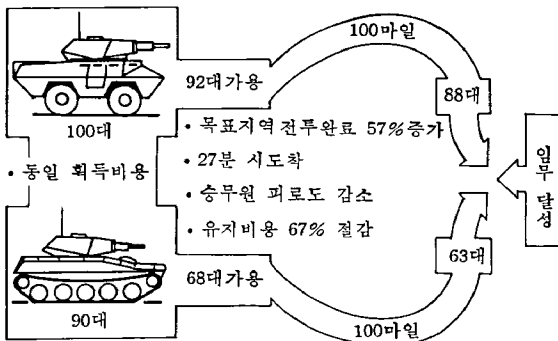 100마일
92대가용
88대
100대
• 목표지역 전투완료 57%증가
• 27분 시도착
• 동일 획득비용
• 승무원 피로도 감소
• 유지비용 67% 절감
임무 달성
63대
68대가용
90대
100마일